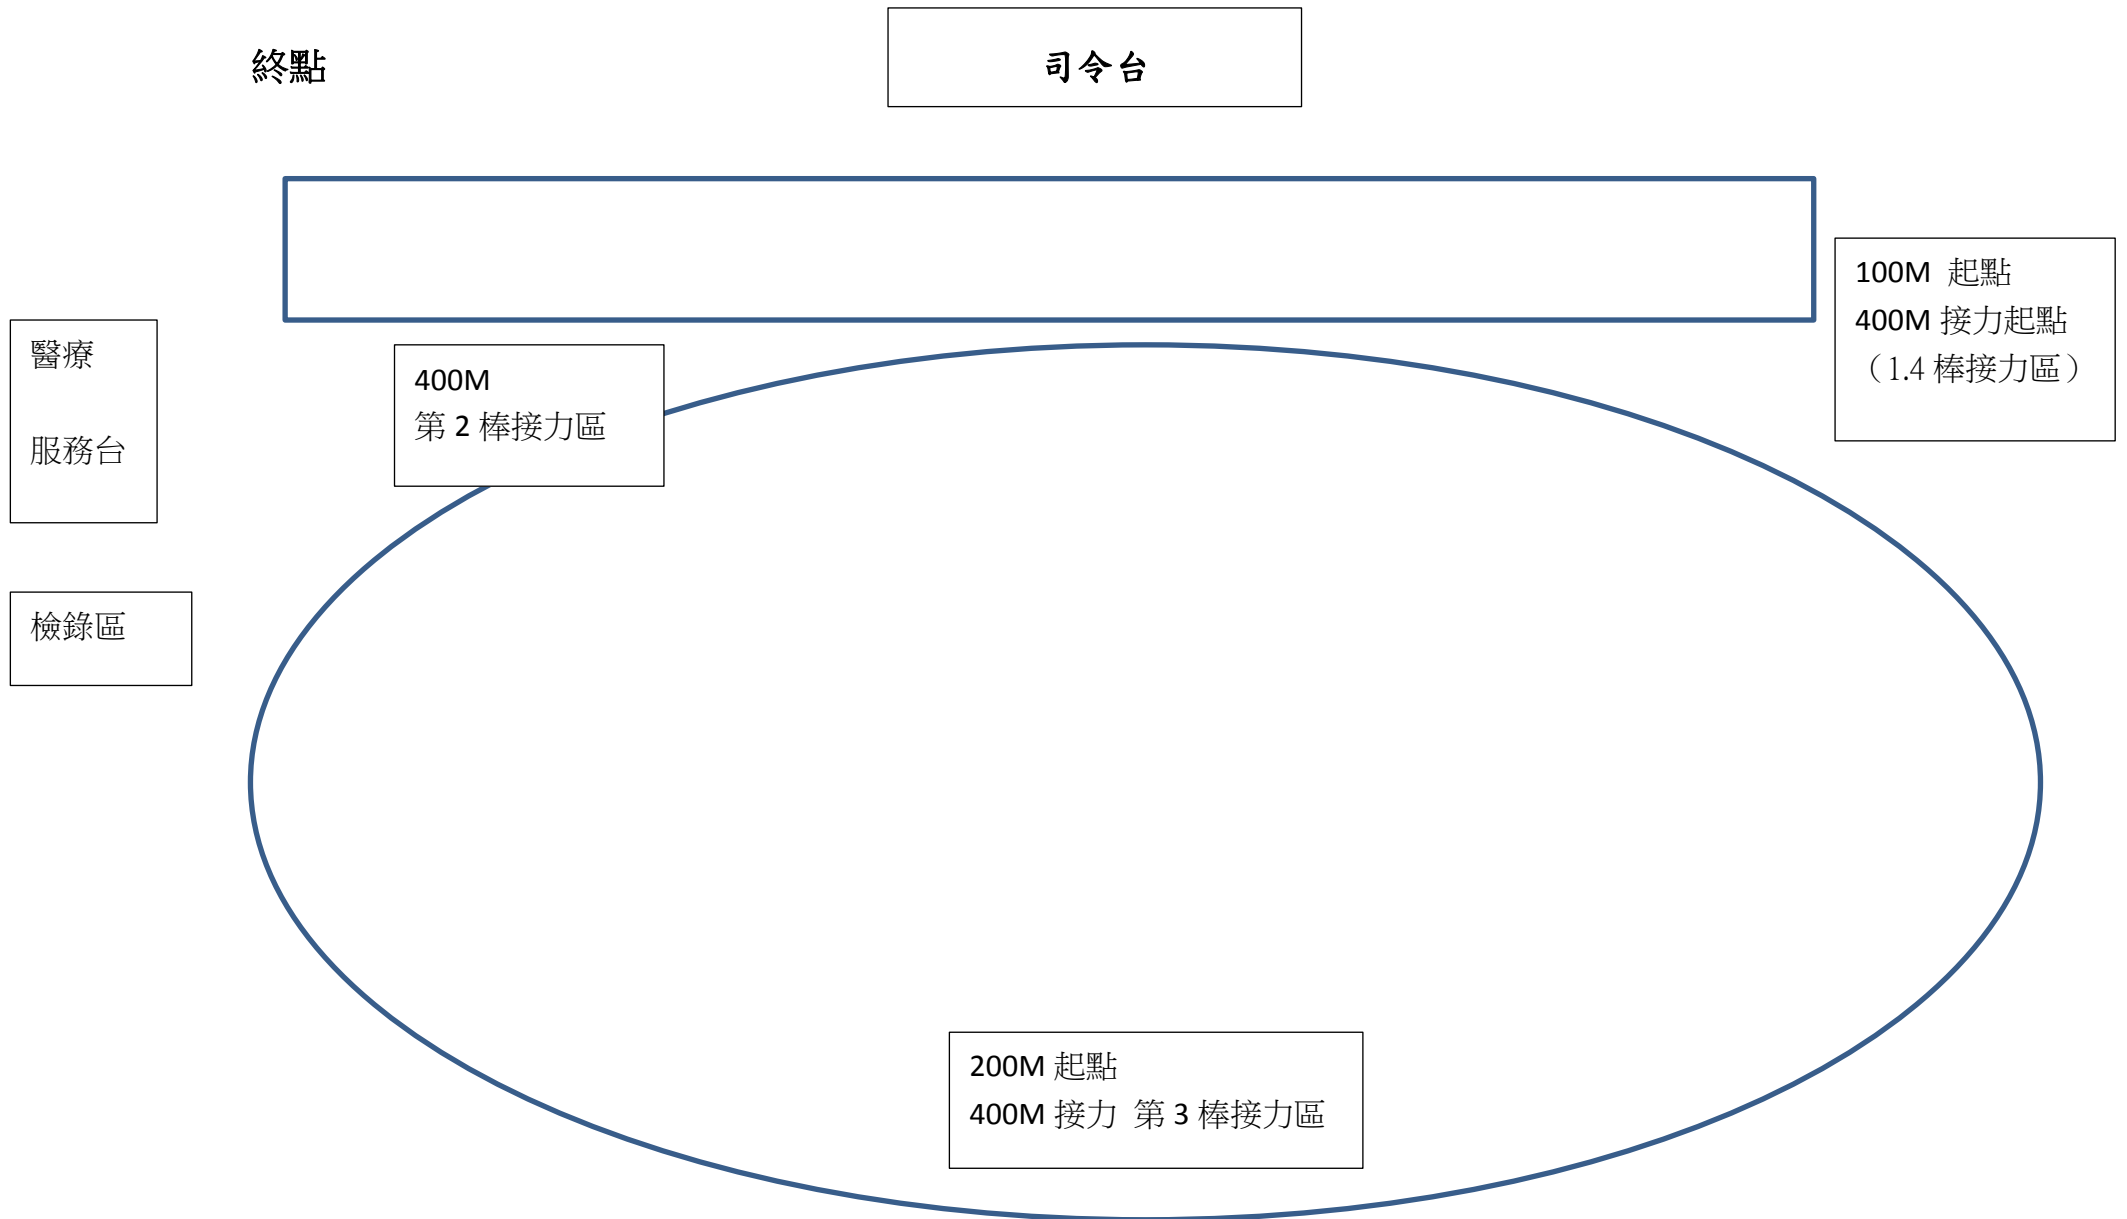 終點
司令台
100M 起點
400M 接力起點
（1.4 棒接力區）
醫療
服務台
400M
第 2 棒接力區
檢錄區
200M 起點
400M 接力 第 3 棒接力區